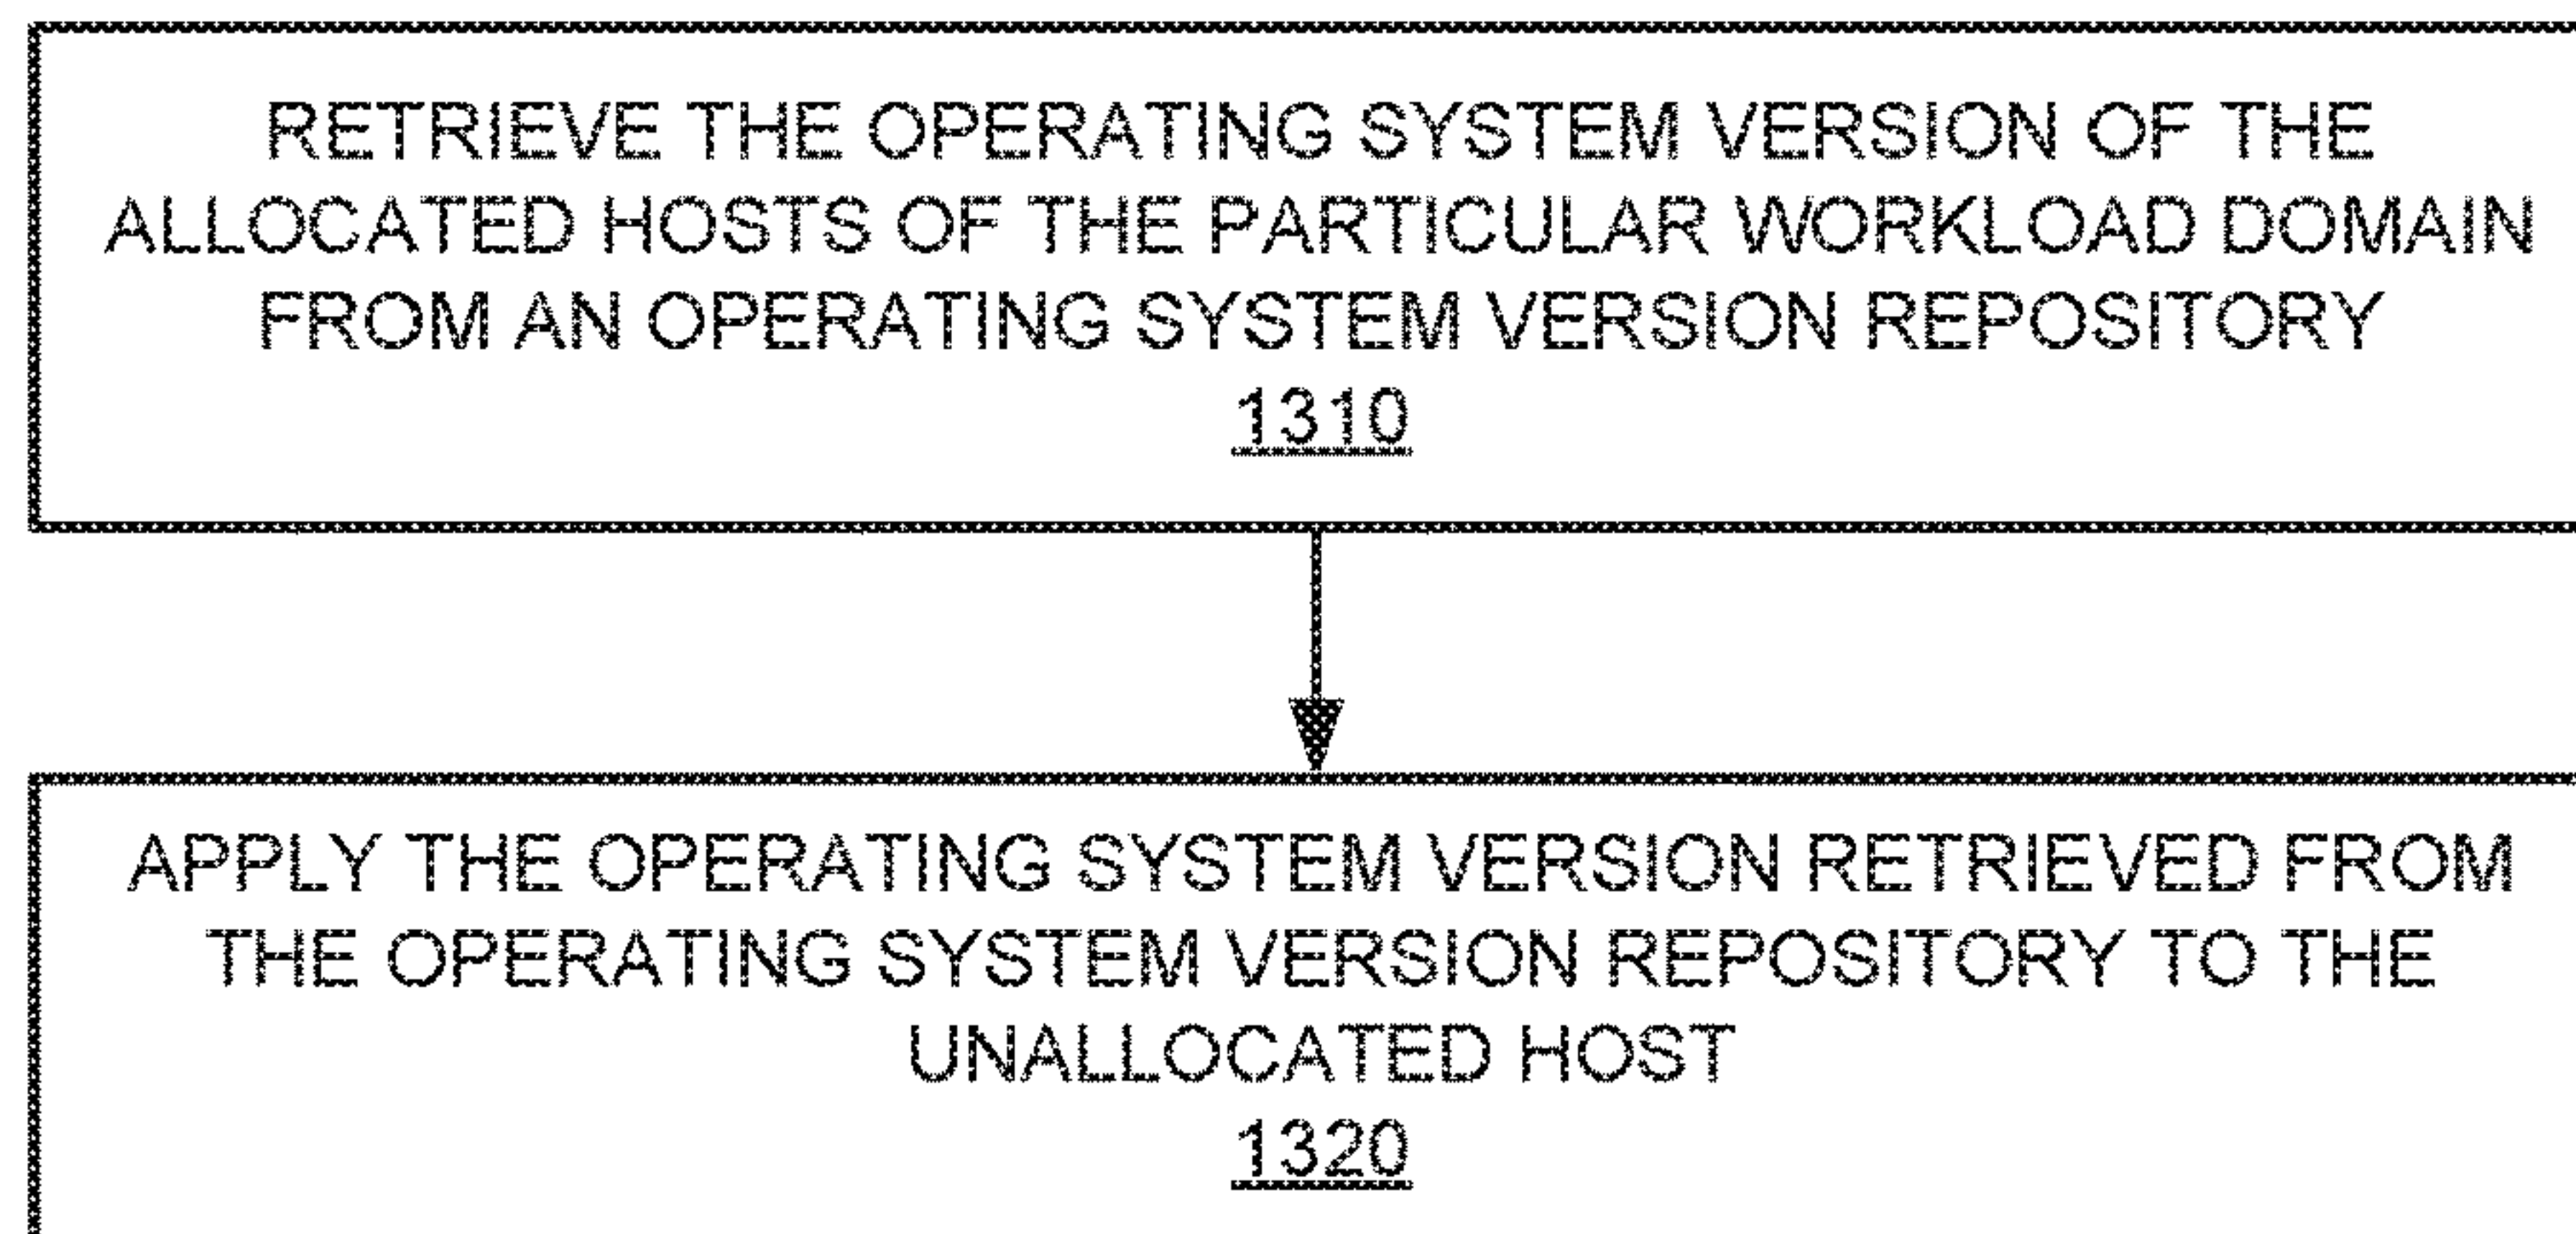 RETRIEVE THE OPERATING SYSTEM VERSION OF THE
ALLOCATED HOSTS OF THE PARTICULAR WORKLOAD DOMAIN
FROM AN OPERATING SYSTEM VERSION REPOSITORY
1310
APPLY THE OPERATING SYSTEM VERSION RETRIEVED FROM
THE OPERATING SYSTEM VERSION REPOSITORY TO THE
UNALLOCATED HOST
1320